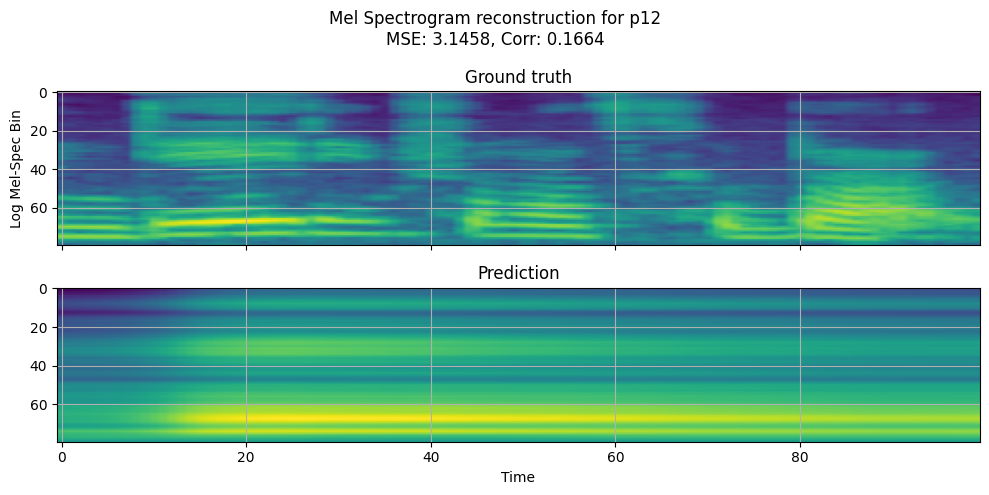 Mel Spectrogram reconstruction for p12
MSE: 3.1458, Corr: 0.1664
Ground truth
Log Mel-Spec Bin
0
20
40
60
Prediction
0
20
40
60
0 20 40 60 80
Time